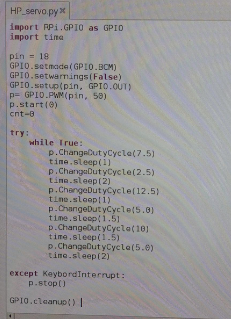 HP_servo.py ×
import RPi.GPIO as GPIO
import time

pin = 18
GPIO.setmode(GPIO.BCM)
GPIO.setwarnings(False)
GPIO.setup(pin, GPIO.OUT)
p= GPIO.PWM(pin, 50)
p.start(0)
cnt=0

try:
    while True:
        p.ChangeDutyCycle(7.5)
        time.sleep(1)
        p.ChangeDutyCycle(2.5)
        time.sleep(2)
        p.ChangeDutyCycle(12.5)
        time.sleep(1)
        p.ChangeDutyCycle(5.0)
        time.sleep(1.5)
        p.ChangeDutyCycle(10)
        time.sleep(1.5)
        p.ChangeDutyCycle(5.0)
        time.sleep(2)

except KeybordInterrupt:
    p.stop()

GPIO.cleanup()